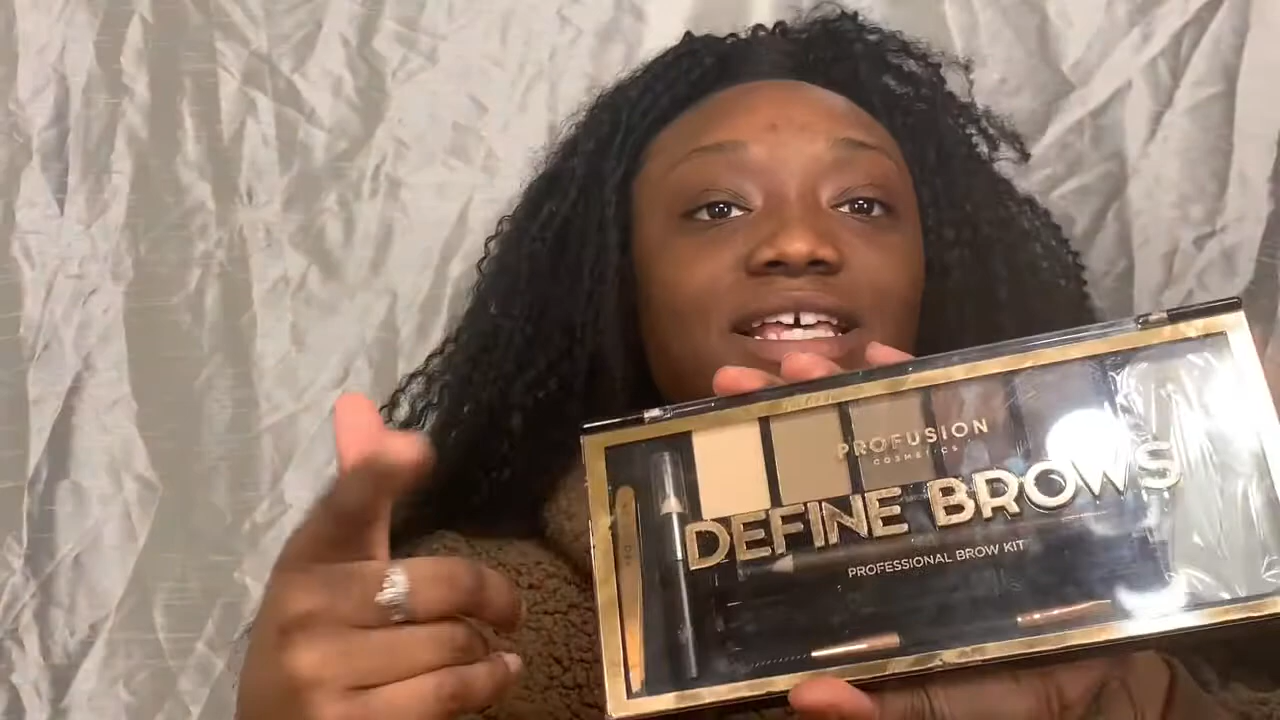 PROFUSION
COSMETICS
DEFINE BROWS
PROFESSIONAL BROW KIT